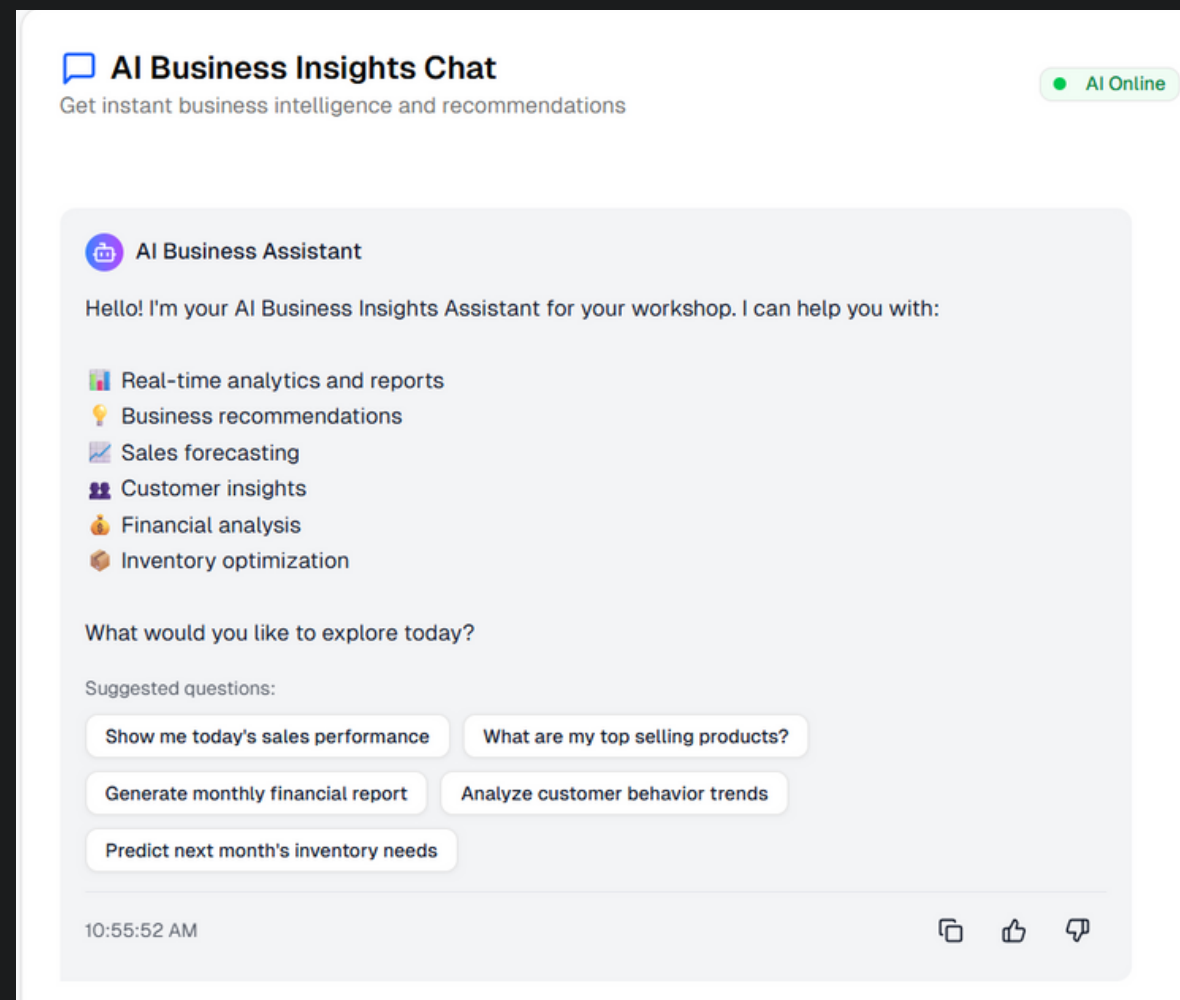 AI Business Insights Chat
Get instant business intelligence and recommendations
AI Online
AI Business Assistant
Hello! I'm your AI Business Insights Assistant for your workshop. I can help you with:
📊 Real-time analytics and reports
💡 Business recommendations
📈 Sales forecasting
👥 Customer insights
💰 Financial analysis
📦 Inventory optimization
What would you like to explore today?
Suggested questions:
Show me today's sales performance
What are my top selling products?
Generate monthly financial report
Analyze customer behavior trends
Predict next month's inventory needs
10:55:52 AM